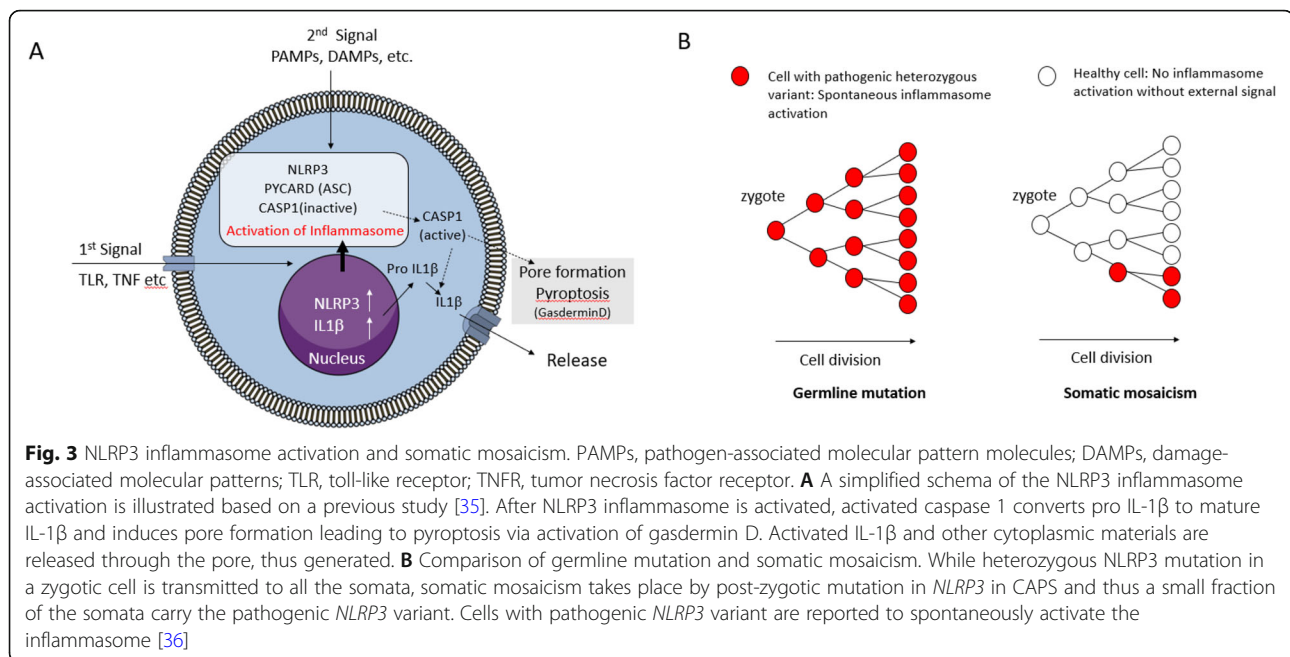 A
2nd Signal
PAMPs, DAMPs, etc.
NLRP3
PYCARD (ASC)
CASP1(inactive)
Activation of Inflammasome
CASP1
(active)
1st Signal
TLR, TNF etc
Pro IL1β
IL1β
NLRP3
IL1β
Nucleus
Pore formation
Pyroptosis
(GasderminD)
Release
B
Cell with pathogenic heterozygous
variant: Spontaneous inflammasome
activation
Healthy cell: No inflammasome
activation without external signal
zygote
zygote
Cell division
Cell division
Germline mutation
Somatic mosaicism
Fig. 3 NLRP3 inflammasome activation and somatic mosaicism. PAMPs, pathogen-associated molecular pattern molecules; DAMPs, damage-
associated molecular patterns; TLR, toll-like receptor; TNFR, tumor necrosis factor receptor. A A simplified schema of the NLRP3 inflammasome
activation is illustrated based on a previous study [35]. After NLRP3 inflammasome is activated, activated caspase 1 converts pro IL-1β to mature
IL-1β and induces pore formation leading to pyroptosis via activation of gasdermin D. Activated IL-1β and other cytoplasmic materials are
released through the pore, thus generated. B Comparison of germline mutation and somatic mosaicism. While heterozygous NLRP3 mutation in
a zygotic cell is transmitted to all the somata, somatic mosaicism takes place by post-zygotic mutation in NLRP3 in CAPS and thus a small fraction
of the somata carry the pathogenic NLRP3 variant. Cells with pathogenic NLRP3 variant are reported to spontaneously activate the
inflammasome [36]